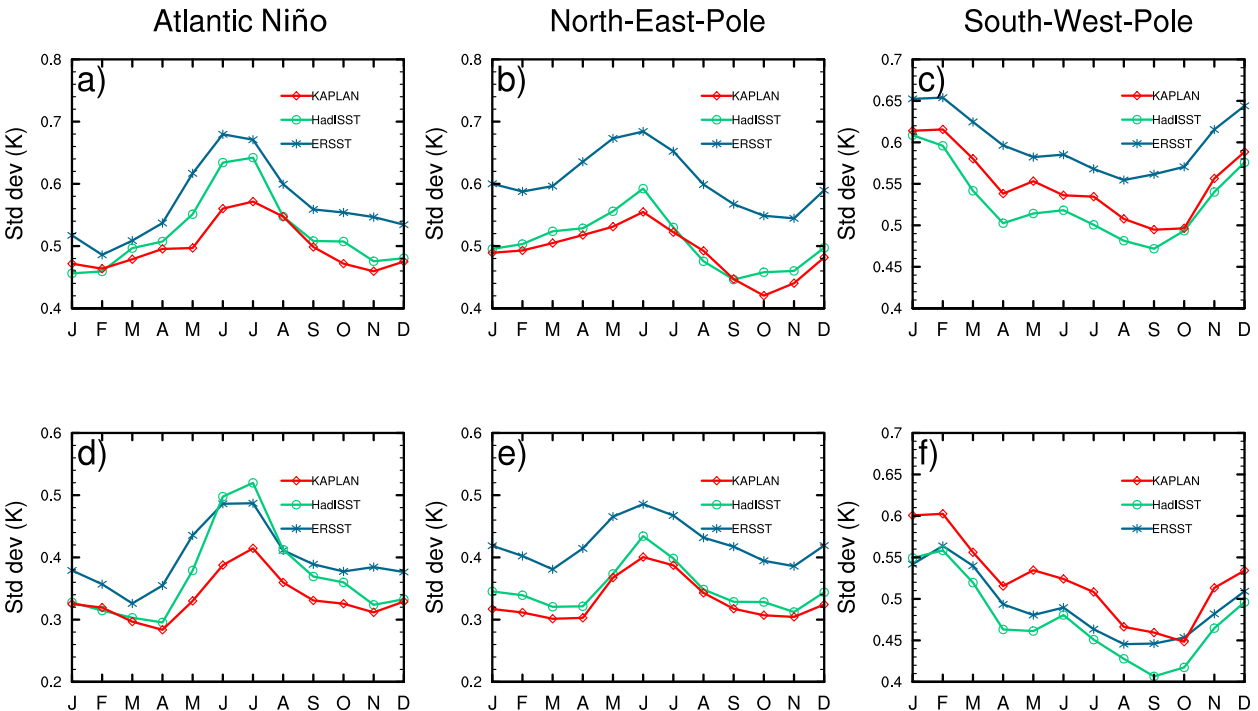 Atlantic Niño North-East-Pole South-West-Pole
a)
Std dev (K)
0.8
0.7
0.6
0.5
0.4
KAPLAN
HadISST
ERSST
J F M A M J J A S O N D
b)
Std dev (K)
0.8
0.7
0.6
0.5
0.4
KAPLAN
HadISST
ERSST
J F M A M J J A S O N D
c)
Std dev (K)
0.7
0.65
0.6
0.55
0.5
0.45
0.4
KAPLAN
HadISST
ERSST
J F M A M J J A S O N D
d)
Std dev (K)
0.6
0.5
0.4
0.3
0.2
KAPLAN
HadISST
ERSST
J F M A M J J A S O N D
e)
Std dev (K)
0.6
0.5
0.4
0.3
0.2
KAPLAN
HadISST
ERSST
J F M A M J J A S O N D
f)
Std dev (K)
0.7
0.65
0.6
0.55
0.5
0.45
0.4
KAPLAN
HadISST
ERSST
J F M A M J J A S O N D